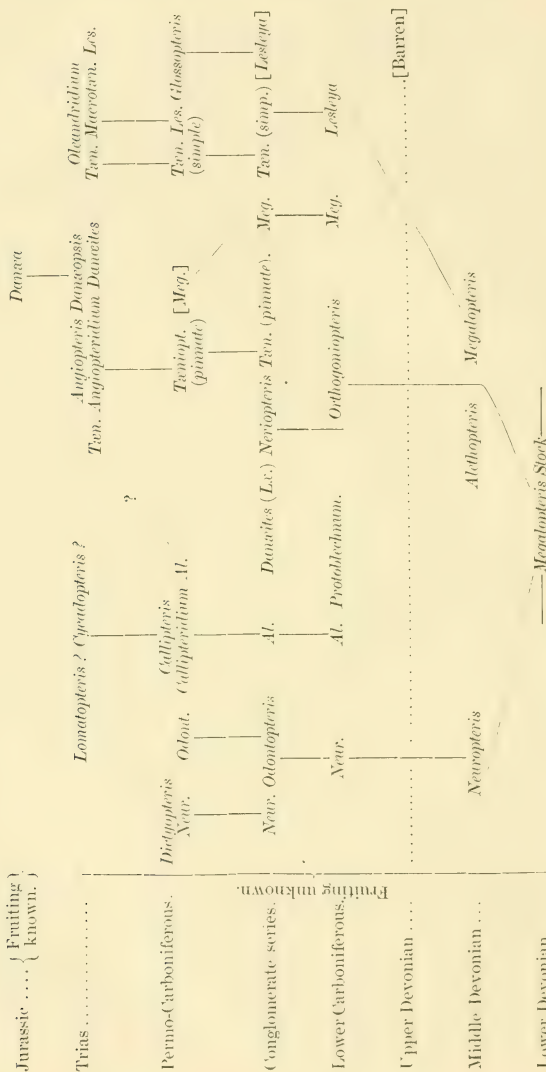 Jurassic .... { Fruiting known. } Danæa
Trias ............... Lomatopteris ? Cycadopteris ? Angiopteris Danæopsis Oleandridium
Tæn. Angiopteridium Danæites Tæn. Macrotæn. Les.
?
Permo-Carboniferous. Dictyopteris Odont. Callipteris Tæniopt. [Meg.] Tæn. Les. Glossopteris
Neur. Callipteridium Al. (pinnate) (simple)
Conglomerate series. Neur. Odontopteris Al. Danæites (Lx.) Neriopteris Tæn. (pinnate). Meg. Tæn. (simp.) [Lesleya]
Lower Carboniferous. Neur. Al. Protoblechnum. Orthogoniopteris Meg. Lesleya
Fruiting unknown.
Upper Devonian .... [Barren]
Middle Devonian ... Neuropteris Alethopteris Megalopteris
Lower Devonian Megalopteris Stock